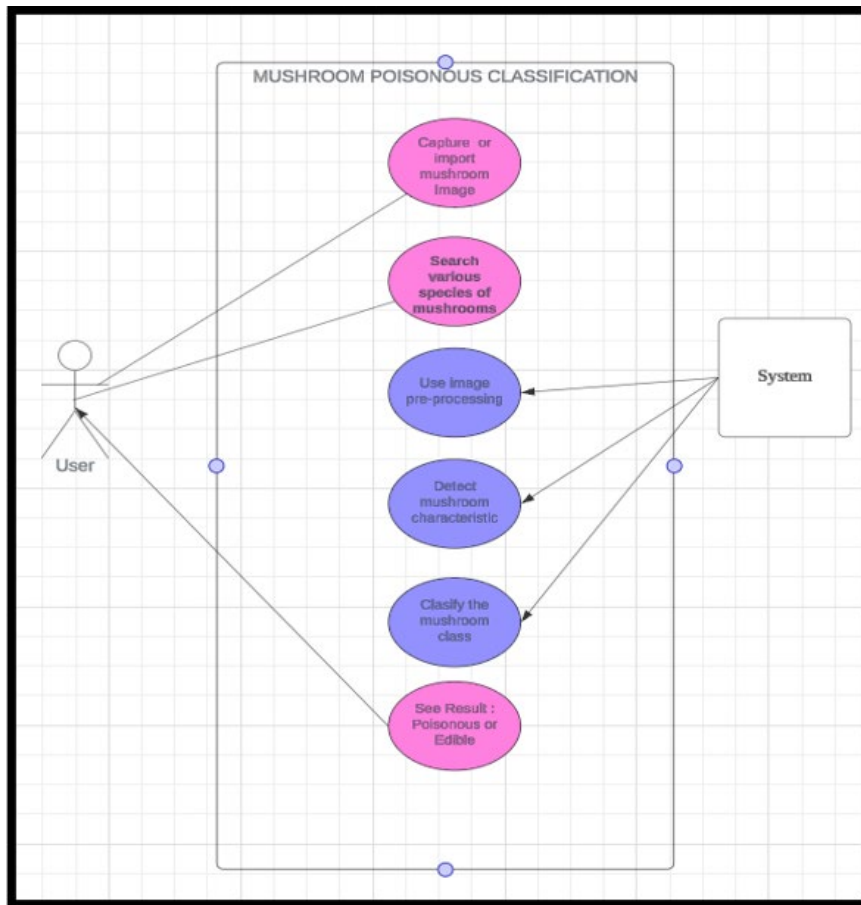 MUSHROOM POISONOUS CLASSIFICATION
Capture or
import
mushroom
Image
Search
various
species of
mushrooms
Use image
pre-processing
System
User
Detect
mushroom
characteristic
Clasify the
mushroom
class
See Result :
Poisonous or
Edible